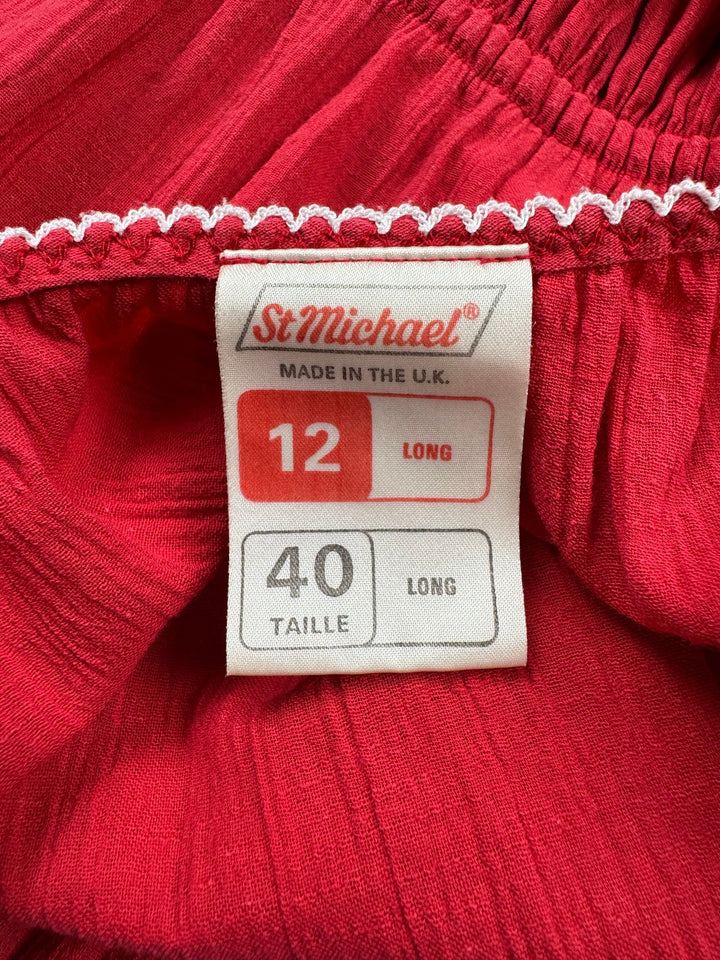 St Michael®
MADE IN THE U.K.
12 LONG
40 LONG
TAILLE